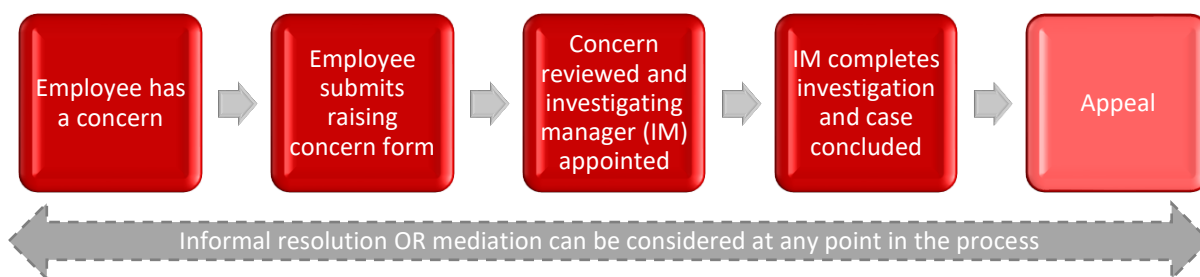 Employee has
a concern
Employee
submits
raising
concern form
Concern
reviewed and
investigating
manager (IM)
appointed
IM completes
investigation
and case
concluded
Appeal
Informal resolution OR mediation can be considered at any point in the process